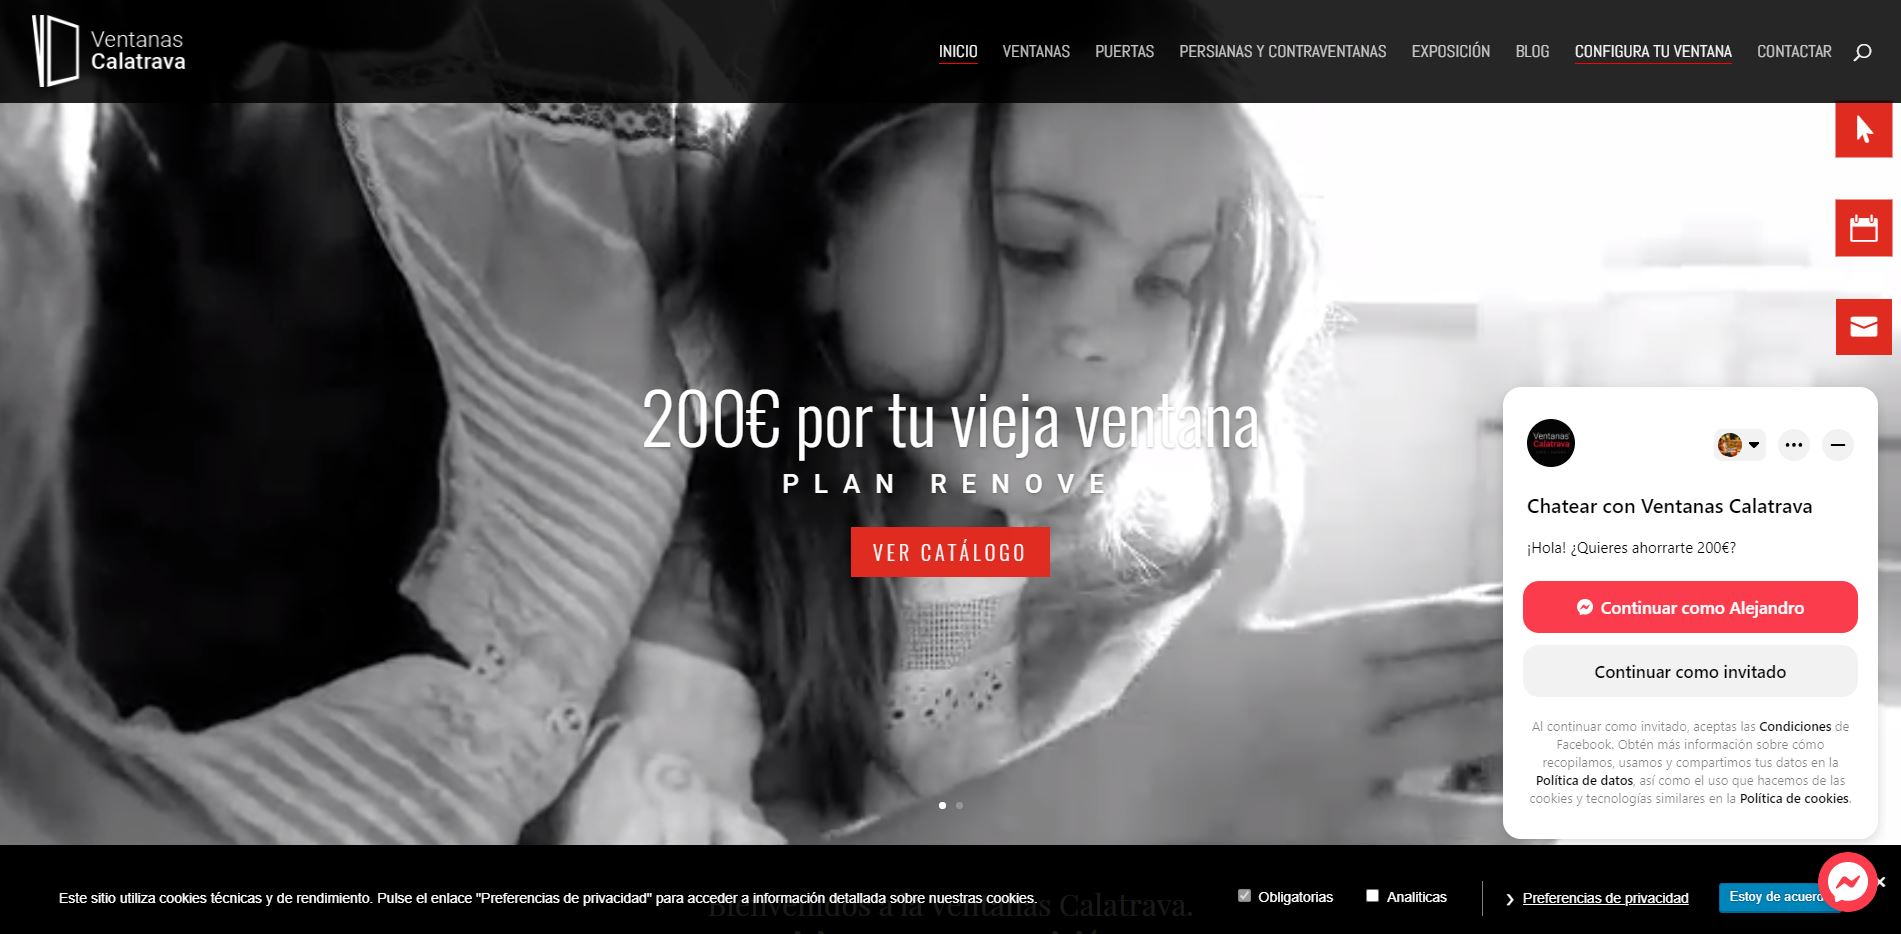 Ventanas
Calatrava
INICIO VENTANAS PUERTAS PERSIANAS Y CONTRAVENTANAS EXPOSICIÓN BLOG CONFIGURA TU VENTANA CONTACTAR
200€ por tu vieja ventana
PLAN RENOVE
VER CATÁLOGO
Ventanas
Calatrava
Chatear con Ventanas Calatrava
¡Hola! ¿Quieres ahorrarte 200€?
Continuar como Alejandro
Continuar como invitado
Al continuar como invitado, aceptas las Condiciones de
Facebook. Obtén más información sobre cómo
recopilamos, usamos y compartimos tus datos en la
Política de datos, así como el uso que hacemos de las
cookies y tecnologías similares en la Política de cookies.
Este sitio utiliza cookies técnicas y de rendimiento. Pulse el enlace "Preferencias de privacidad" para acceder a información detallada sobre nuestras cookies.
Obligatorias Analiticas Preferencias de privacidad Estoy de acuerd
Bienvenidos a la Ventanas Calatrava.